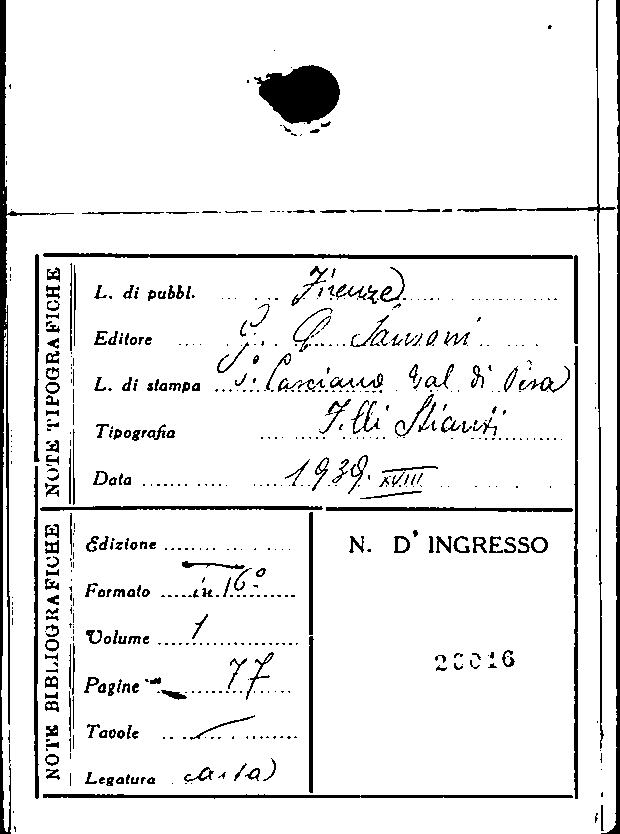 NOTE TIPOGRAFICHE
L. di pubbl. Firenze
Editore G. C. Sansoni
L. di stampa S. Casciano Val di Pesa
Tipografia F.lli Stianti
Data 1939. XVIII
NOTE BIBLIOGRAFICHE
Edizione
Formato in 16º
Volume 1
Pagine 77
Tavole
Legatura carta
N. D' INGRESSO
20016